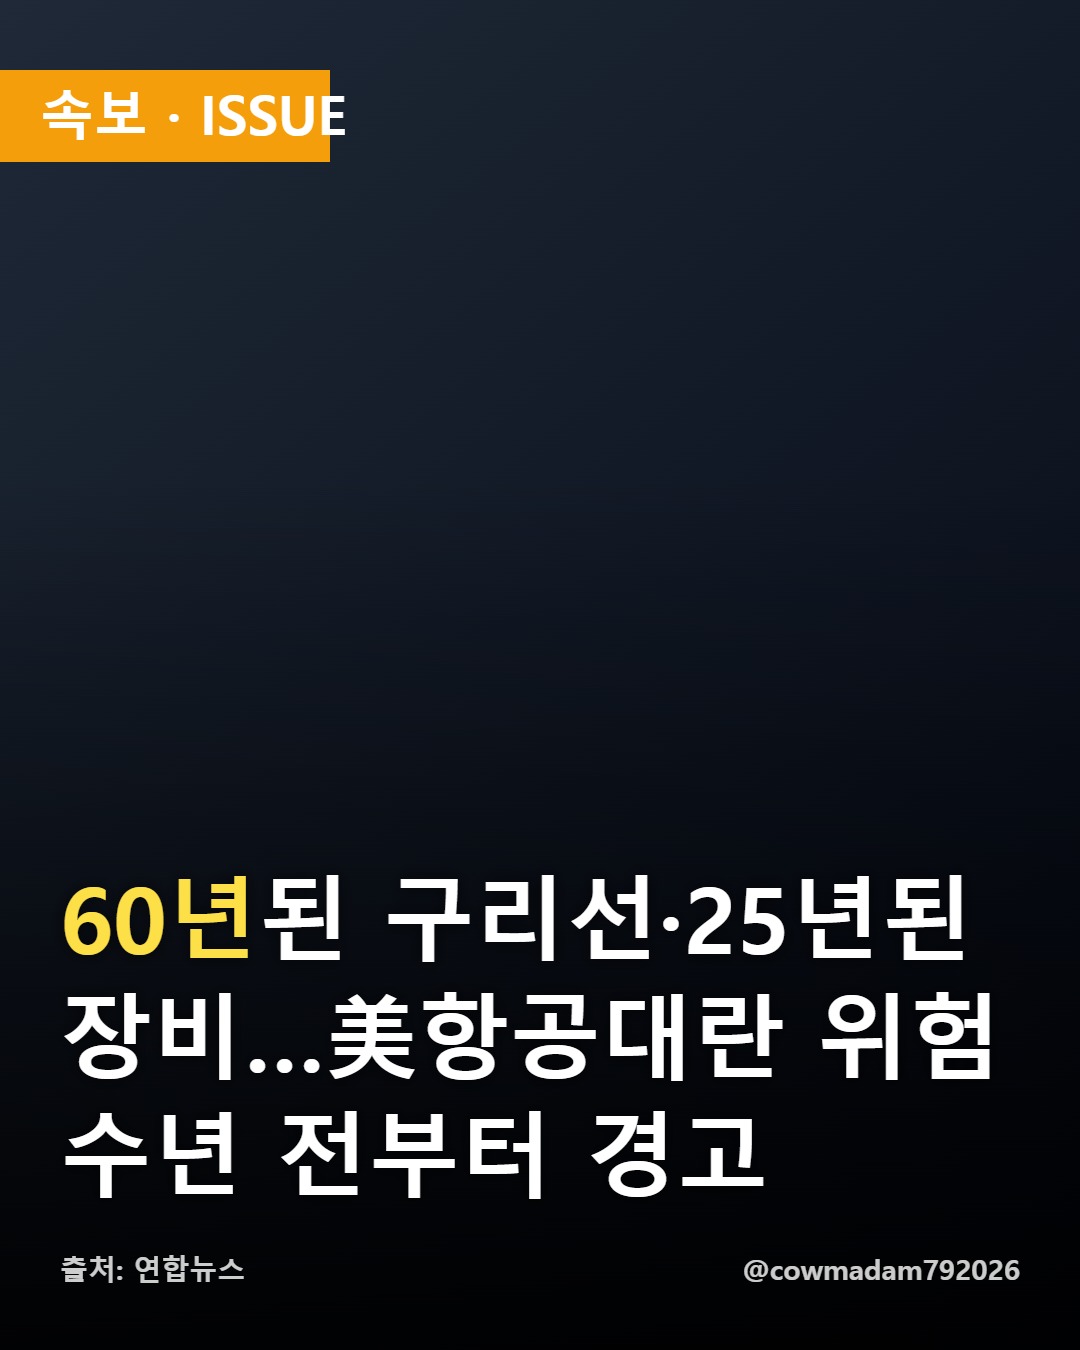 속보 · ISSUE
60년된 구리선·25년된
장비...美항공대란 위험
수년 전부터 경고
출처: 연합뉴스
@cowmadam792026